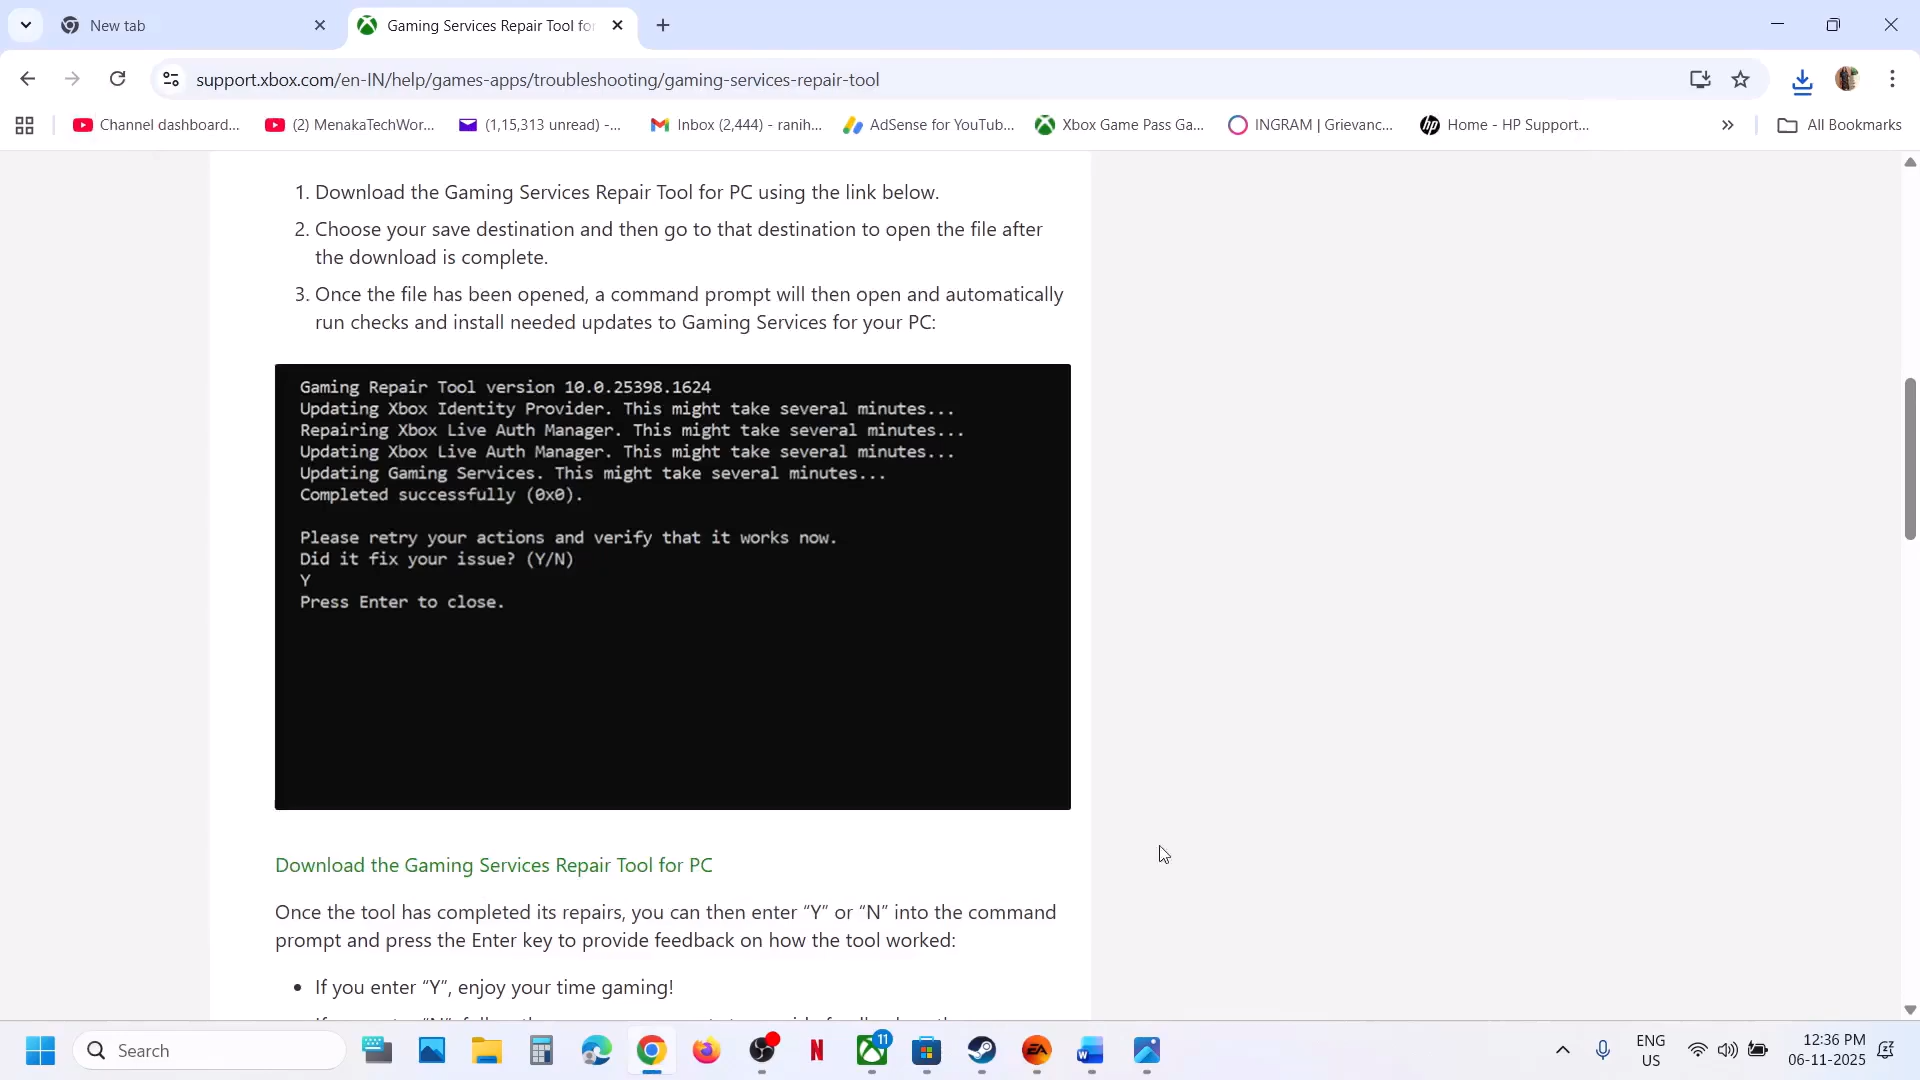 New tab
Gaming Services Repair Tool for
support.xbox.com/en-IN/help/games-apps/troubleshooting/gaming-services-repair-tool
Channel dashboard...
(2) MenakaTechWor...
(1,15,313 unread) -...
Inbox (2,444) - ranih...
AdSense for YouTub...
Xbox Game Pass Ga...
INGRAM | Grievanc...
Home - HP Support...
All Bookmarks
1. Download the Gaming Services Repair Tool for PC using the link below.
2. Choose your save destination and then go to that destination to open the file after
the download is complete.
3. Once the file has been opened, a command prompt will then open and automatically
run checks and install needed updates to Gaming Services for your PC:
Gaming Repair Tool version 10.0.25398.1624
Updating Xbox Identity Provider. This might take several minutes...
Repairing Xbox Live Auth Manager. This might take several minutes...
Updating Xbox Live Auth Manager. This might take several minutes...
Updating Gaming Services. This might take several minutes...
Completed successfully (0x0).
Please retry your actions and verify that it works now.
Did it fix your issue? (Y/N)
Y
Press Enter to close.
Download the Gaming Services Repair Tool for PC
Once the tool has completed its repairs, you can then enter “Y” or “N” into the command
prompt and press the Enter key to provide feedback on how the tool worked:
• If you enter “Y”, enjoy your time gaming!
Search
11
ENG
US
12:36 PM
06-11-2025